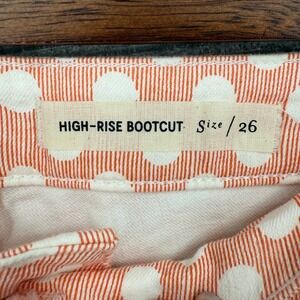 HIGH-RISE BOOTCUT Size / 26